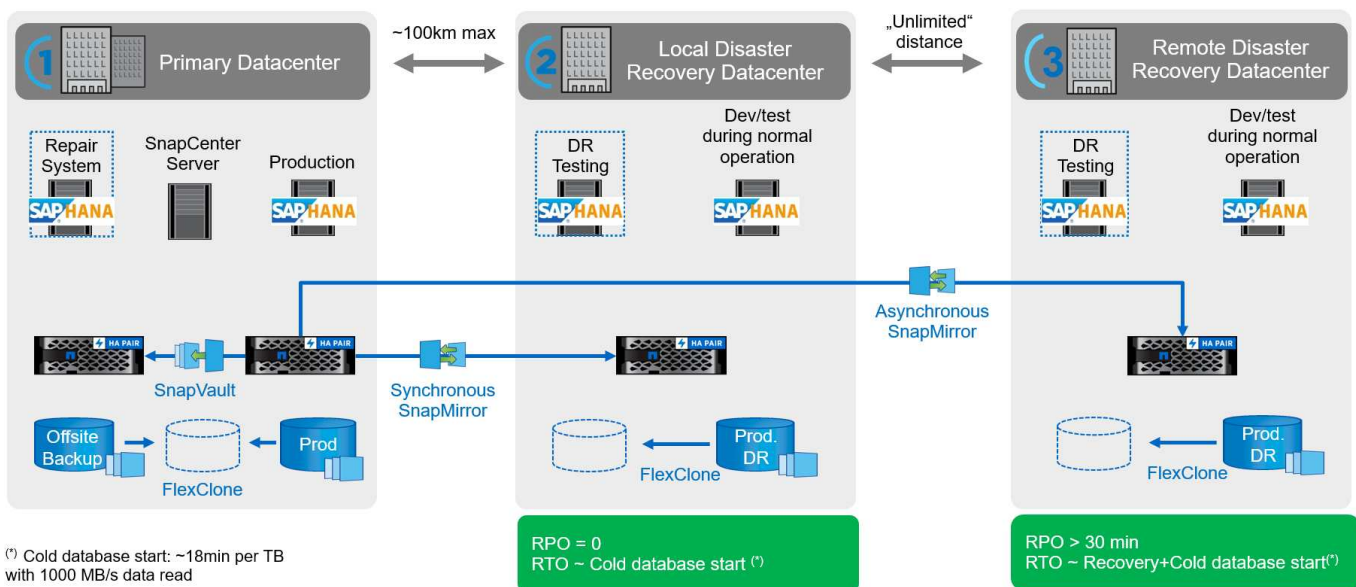 1
Primary Datacenter
~100km max
2
Local Disaster
Recovery Datacenter
„Unlimited“
distance
3
Remote Disaster
Recovery Datacenter
Repair
System
SAP HANA
SnapCenter
Server
Production
SAP HANA
DR
Testing
SAP HANA
Dev/test
during normal
operation
SAP HANA
DR
Testing
SAP HANA
Dev/test
during normal
operation
SAP HANA
HA PAIR
SnapVault
HA PAIR
Synchronous
SnapMirror
HA PAIR
Asynchronous
SnapMirror
HA PAIR
Offsite
Backup
FlexClone
Prod
FlexClone
Prod.
DR
FlexClone
Prod.
DR
(*) Cold database start: ~18min per TB
with 1000 MB/s data read
RPO = 0
RTO ~ Cold database start (*)
RPO > 30 min
RTO ~ Recovery+Cold database start(*)